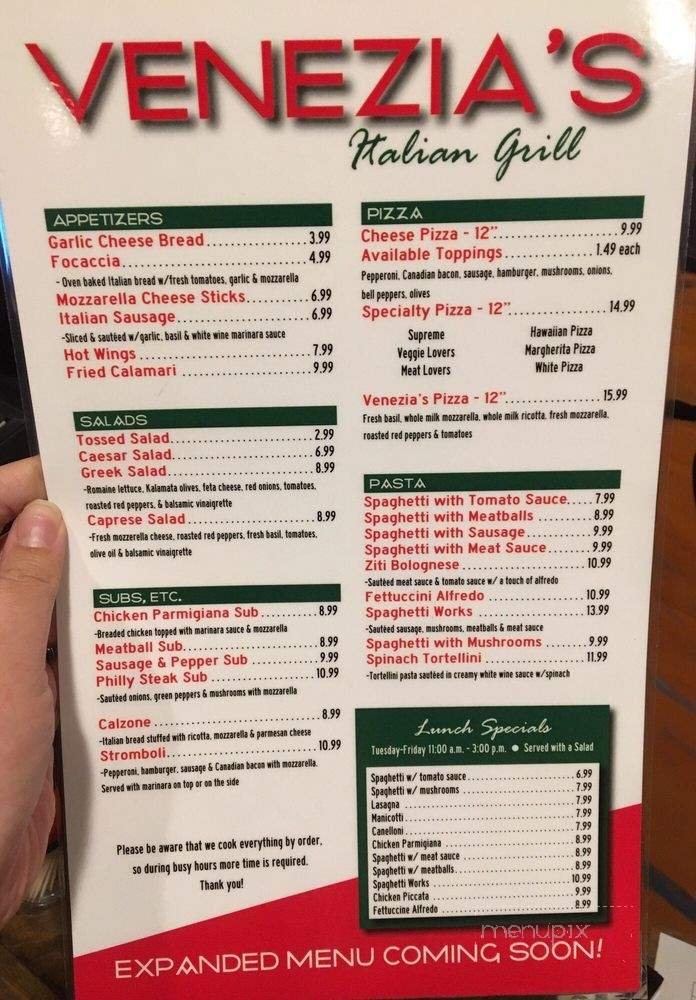 VENEZIA'S
Italian Grill
APPETIZERS
Garlic Cheese Bread 3.99
Focaccia 4.99
- Oven baked Italian bread w/fresh tomatoes, garlic & mozzarella
Mozzarella Cheese Sticks 6.99
Italian Sausage 6.99
-Sliced & sautéed w/garlic, basil & white wine marinara sauce
Hot Wings 7.99
Fried Calamari 9.99
SALADS
Tossed Salad 2.99
Caesar Salad 6.99
Greek Salad 8.99
-Romaine lettuce, Kalamata olives, feta cheese, red onions, tomatoes,
roasted red peppers, & balsamic vinaigrette
Caprese Salad 8.99
-Fresh mozzarella cheese, roasted red peppers, fresh basil, tomatoes,
olive oil & balsamic vinaigrette
SUBS, ETC.
Chicken Parmigiana Sub 8.99
-Breaded chicken topped with marinara sauce & mozzarella
Meatball Sub 8.99
Sausage & Pepper Sub 9.99
Philly Steak Sub 10.99
-Sautéed onions, green peppers & mushrooms with mozzarella
Calzone 8.99
-Italian bread stuffed with ricotta, mozzarella & parmesan cheese
Stromboli 10.99
-Pepperoni, hamburger, sausage & Canadian bacon with mozzarella.
Served with marinara on top or on the side
Please be aware that we cook everything by order,
so during busy hours more time is required.
Thank you!
PIZZA
Cheese Pizza - 12" 9.99
Available Toppings 1.49 each
Pepperoni, Canadian bacon, sausage, hamburger, mushrooms, onions,
bell peppers, olives
Specialty Pizza - 12" 14.99
Supreme Hawaiian Pizza
Veggie Lovers Margherita Pizza
Meat Lovers White Pizza
Venezia's Pizza - 12" 15.99
Fresh basil, whole milk mozzarella, whole milk ricotta, fresh mozzarella,
roasted red peppers & tomatoes
PASTA
Spaghetti with Tomato Sauce 7.99
Spaghetti with Meatballs 8.99
Spaghetti with Sausage 9.99
Spaghetti with Meat Sauce 9.99
Ziti Bolognese 10.99
-Sautéed meat sauce & tomato sauce w/ a touch of alfredo
Fettuccini Alfredo 10.99
Spaghetti Works 13.99
-Sautéed sausage, mushrooms, meatballs & meat sauce
Spaghetti with Mushrooms 9.99
Spinach Tortellini 11.99
-Tortellini pasta sautéed in creamy white wine sauce w/spinach
Lunch Specials
Tuesday-Friday 11:00 a.m. - 3:00 p.m. ● Served with a Salad
Spaghetti w/ tomato sauce 6.99
Spaghetti w/ mushrooms 7.99
Lasagna 7.99
Manicotti 7.99
Canelloni 7.99
Chicken Parmigiana 8.99
Spaghetti w/ meat sauce 8.99
Spaghetti w/ meatballs 8.99
Spaghetti Works 10.99
Chicken Piccata 9.99
Fettuccine Alfredo 8.99
menupix
EXPANDED MENU COMING SOON!